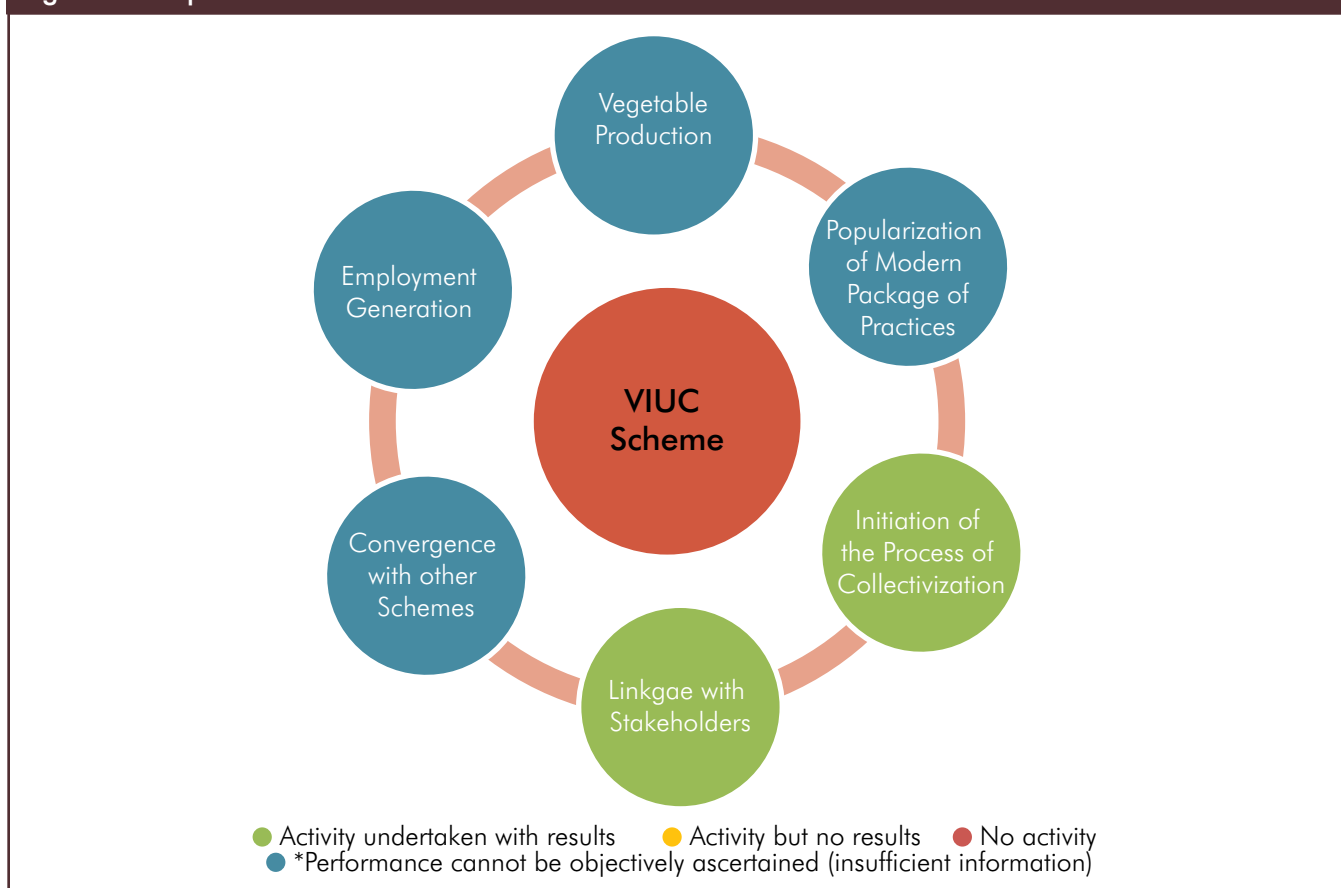 Vegetable
Production
Popularization
of Modern
Package of
Practices
Employment
Generation
VIUC
Scheme
Initiation of
the Process of
Collectivization
Convergence
with other
Schemes
Linkgae with
Stakeholders
Activity undertaken with results
Activity but no results
No activity
*Performance cannot be objectively ascertained (insufficient information)